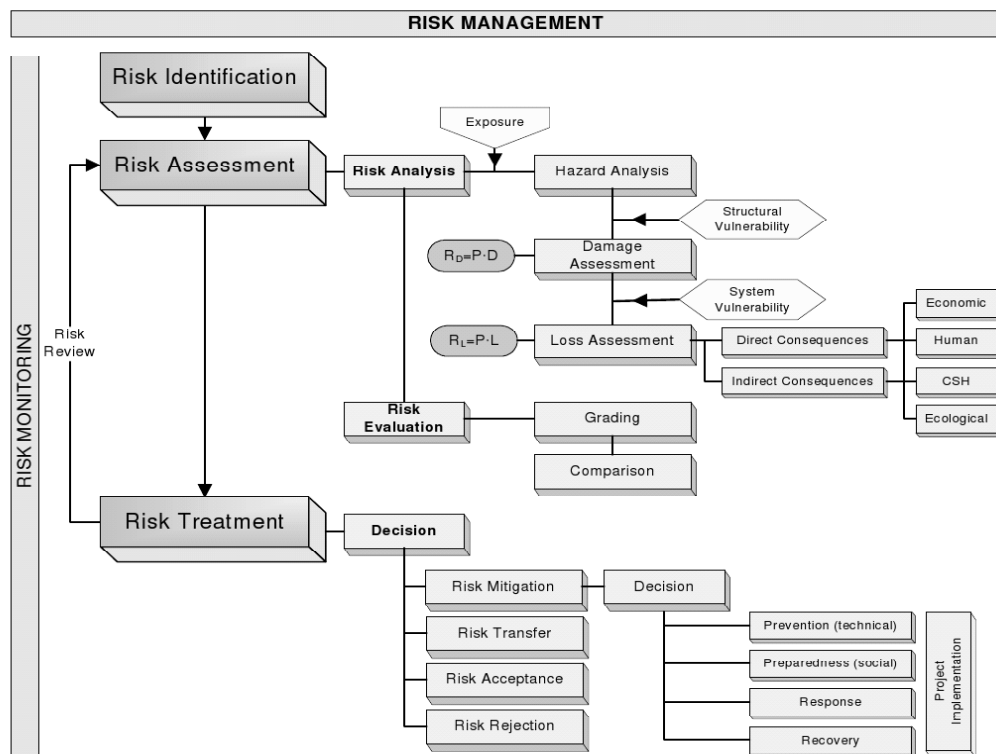 RISK MANAGEMENT
RISK MONITORING
Risk Identification
Risk Assessment
Risk Analysis
Exposure
Hazard Analysis
Structural
Vulnerability
R_D=P·D
Damage
Assessment
System
Vulnerability
R_L=P·L
Loss Assessment
Direct Consequences
Indirect Consequences
Economic
Human
CSH
Ecological
Risk
Review
Risk
Evaluation
Grading
Comparison
Risk Treatment
Decision
Risk Mitigation
Decision
Risk Transfer
Risk Acceptance
Risk Rejection
Prevention (technical)
Preparedness (social)
Response
Recovery
Project
Implementation